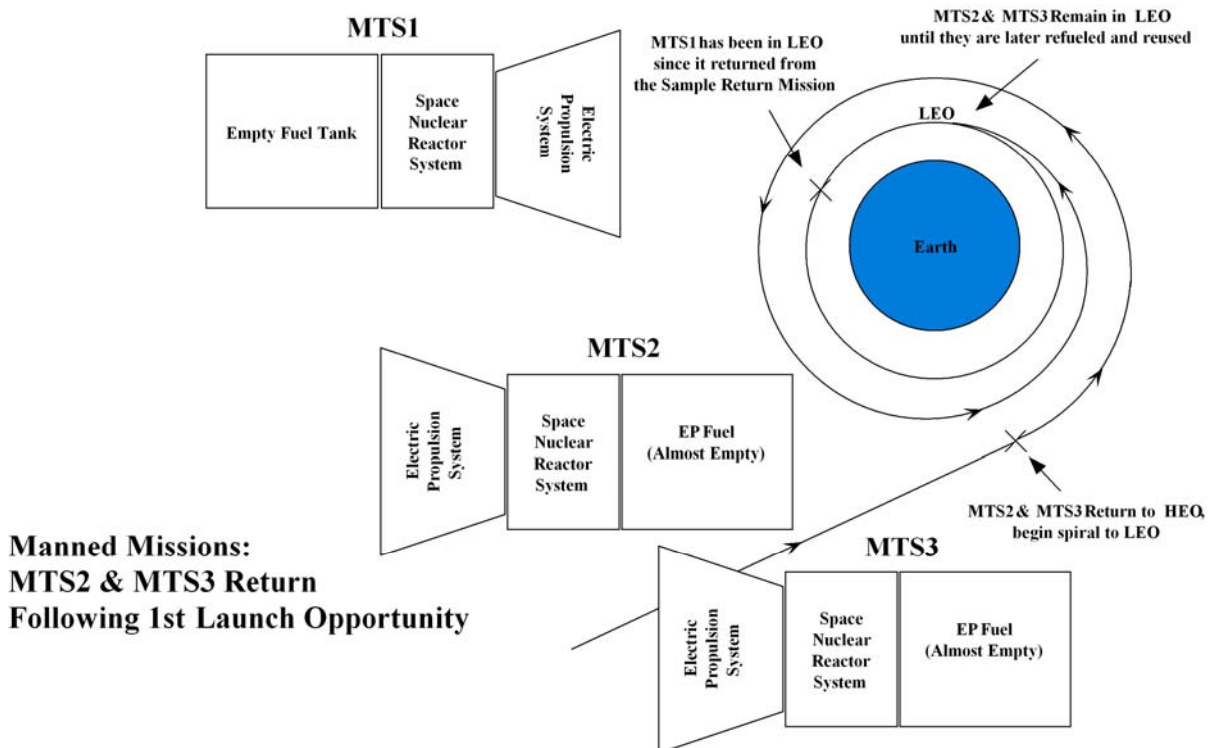 MTS1
Empty Fuel Tank
Space
Nuclear
Reactor
System
Electric
Propulsion
System
MTS1 has been in LEO
since it returned from
the Sample Return Mission
MTS2 & MTS3 Remain in LEO
until they are later refueled and reused
LEO
Earth
MTS2
Electric
Propulsion
System
Space
Nuclear
Reactor
System
EP Fuel
(Almost Empty)
MTS2 & MTS3 Return to HEO,
begin spiral to LEO
Manned Missions:
MTS2 & MTS3 Return
Following 1st Launch Opportunity
MTS3
Electric
Propulsion
System
Space
Nuclear
Reactor
System
EP Fuel
(Almost Empty)